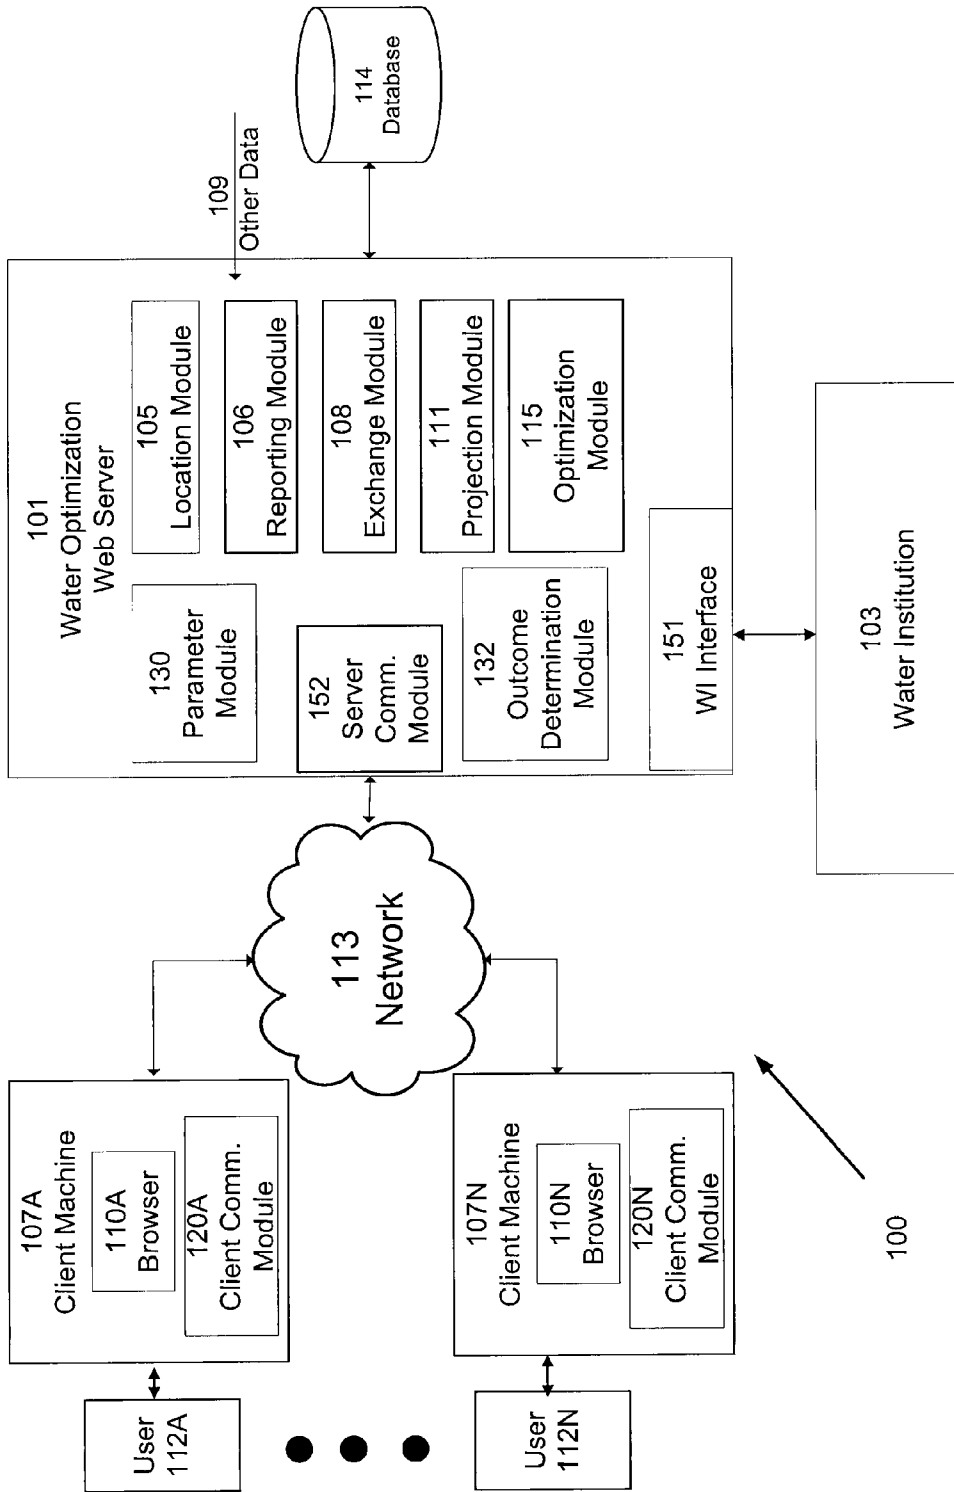 User
112A
User
112N
107A
Client Machine
110A
Browser
120A
Client Comm.
Module
107N
Client Machine
110N
Browser
120N
Client Comm.
Module
113
Network
100
101
Water Optimization
Web Server
130
Parameter
Module
152
Server
Comm.
Module
132
Outcome
Determination
Module
151
WI Interface
105
Location Module
106
Reporting Module
108
Exchange Module
111
Projection Module
115
Optimization
Module
109
Other Data
114
Database
103
Water Institution